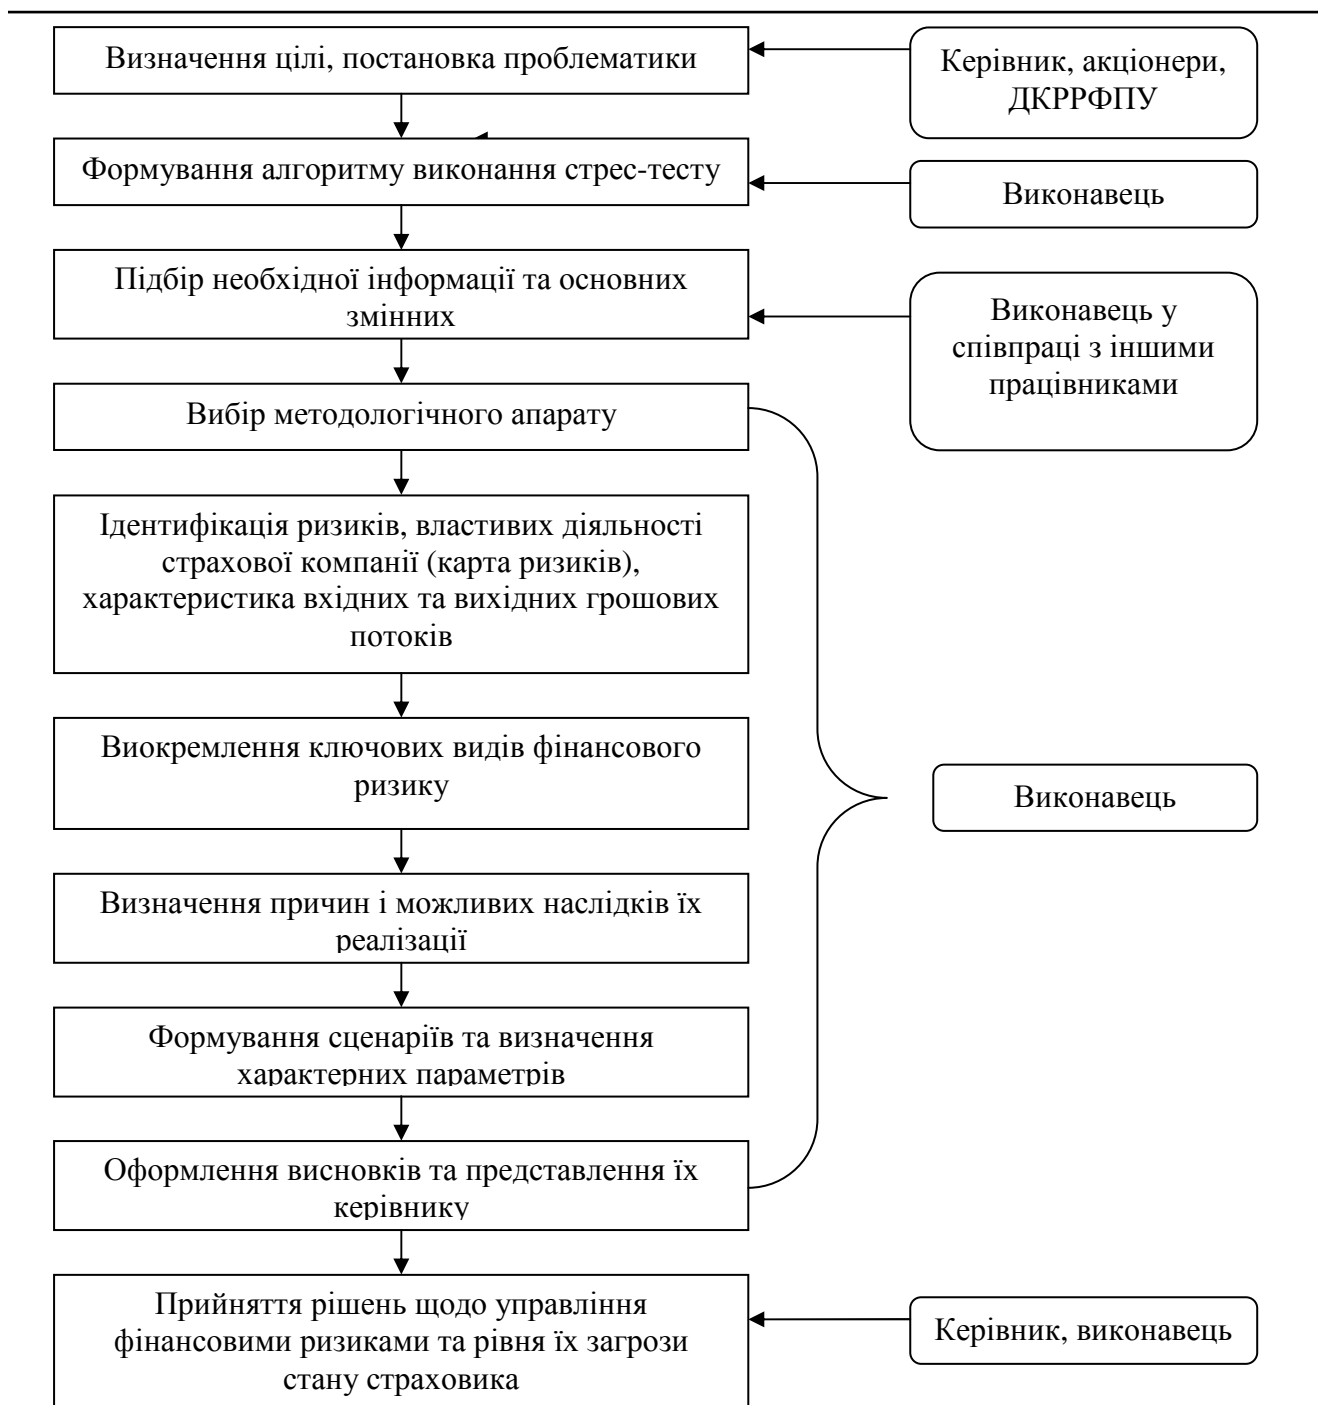 Визначення цілі, постановка проблематики
Керівник, акціонери,
ДКРРФПУ
Формування алгоритму виконання стрес-тесту
Виконавець
Підбір необхідної інформації та основних
змінних
Виконавець у
співпраці з іншими
працівниками
Вибір методологічного апарату
Ідентифікація ризиків, властивих діяльності
страхової компанії (карта ризиків),
характеристика вхідних та вихідних грошових
потоків
Виокремлення ключових видів фінансового
ризику
Виконавець
Визначення причин і можливих наслідків їх
реалізації
Формування сценаріїв та визначення
характерних параметрів
Оформлення висновків та представлення їх
керівнику
Прийняття рішень щодо управління
фінансовими ризиками та рівня їх загрози
стану страховика
Керівник, виконавець